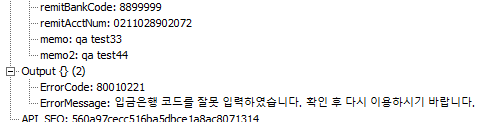 remitBankCode: 8899999
remitAcctNum: 0211028902072
memo: qa test33
memo2: qa test44
Output {} (2)
ErrorCode: 80010221
ErrorMessage: 입금은행 코드를 잘못 입력하였습니다. 확인 후 다시 이용하시기 바랍니다.
API_SEQ: 560a97cecc516ba5dbce1a8ac8071314